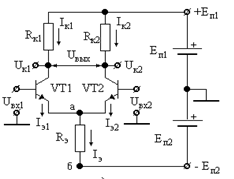 Iк1 Iк2 +Eп1
Rк1 Rк2
Uвых Eп1
Uк1 Uк2
VT1 VT2
Uвх1 а Uвх2
Iэ1 Iэ2 Eп2
Rэ Iэ
б - Eп2